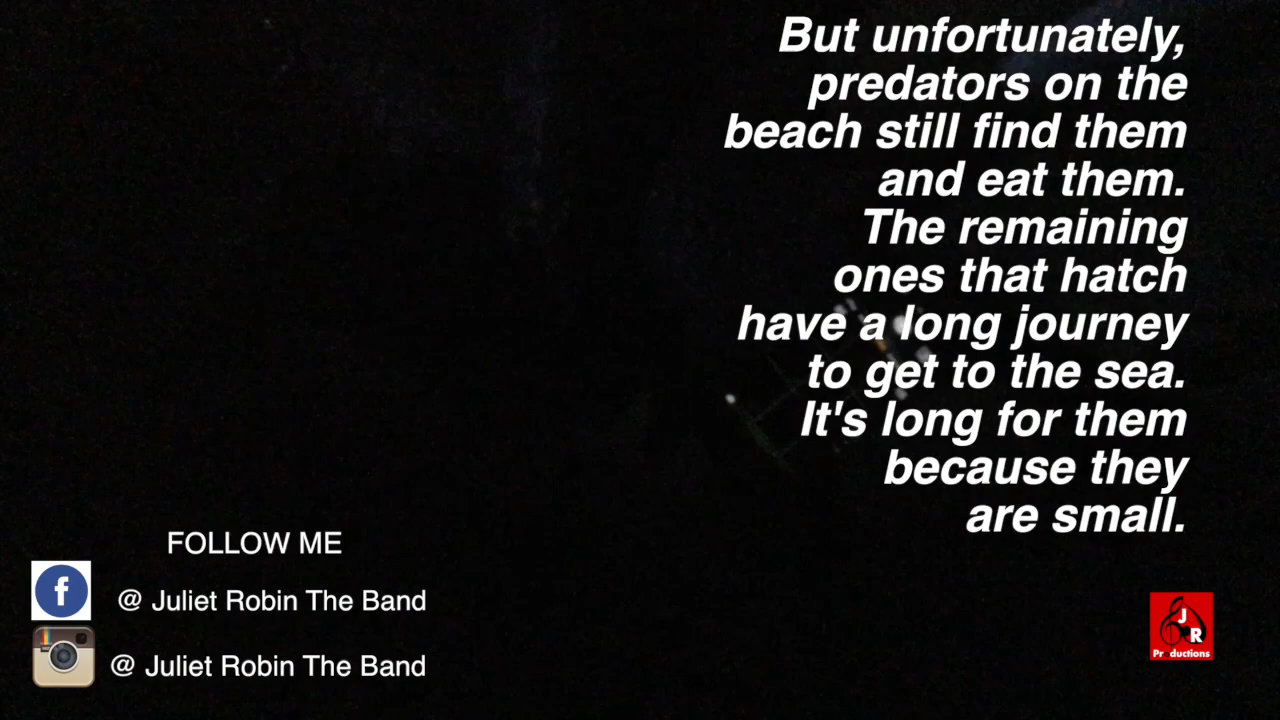 But unfortunately,
predators on the
beach still find them
and eat them.
The remaining
ones that hatch
have a long journey
to get to the sea.
It's long for them
because they
are small.
FOLLOW ME
f
@ Juliet Robin The Band
@ Juliet Robin The Band
J
R
Productions